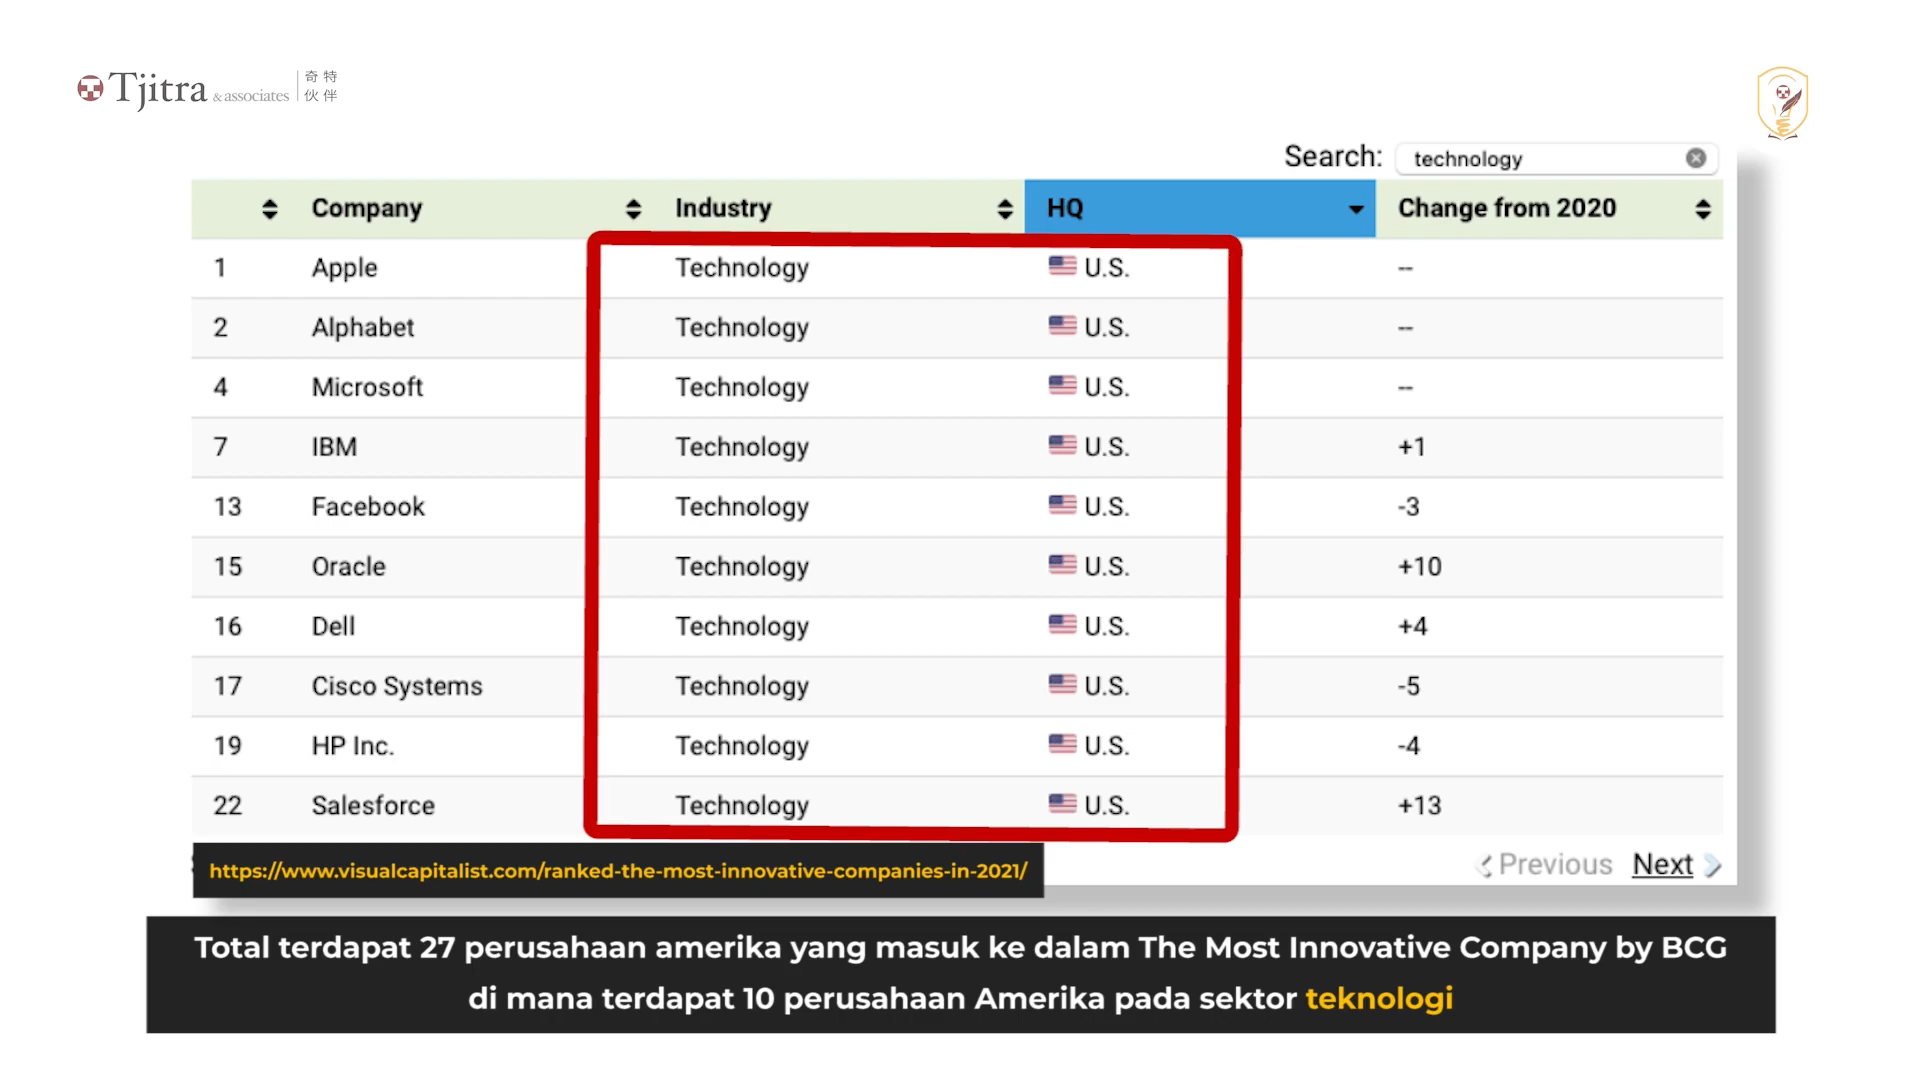 Tjitra & associates 奇特
伙伴
Search: technology
Company Industry HQ Change from 2020
1 Apple Technology U.S. --
2 Alphabet Technology U.S. --
4 Microsoft Technology U.S. --
7 IBM Technology U.S. +1
13 Facebook Technology U.S. -3
15 Oracle Technology U.S. +10
16 Dell Technology U.S. +4
17 Cisco Systems Technology U.S. -5
19 HP Inc. Technology U.S. -4
22 Salesforce Technology U.S. +13
Previous Next
https://www.visualcapitalist.com/ranked-the-most-innovative-companies-in-2021/
Total terdapat 27 perusahaan amerika yang masuk ke dalam The Most Innovative Company by BCG
di mana terdapat 10 perusahaan Amerika pada sektor teknologi